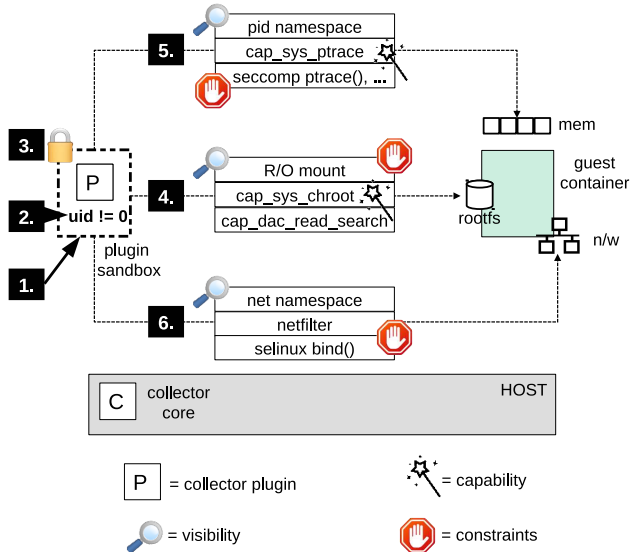 pid namespace
5.
cap_sys_ptrace
seccomp ptrace(), ...
mem
3.
guest
container
P
R/O mount
2.
uid != 0
4.
cap_sys_chroot
rootfs
cap_dac_read_search
n/w
plugin
sandbox
1.
net namespace
6.
netfilter
selinux bind()
C
collector
core
HOST
P
= collector plugin
= capability
= visibility
= constraints